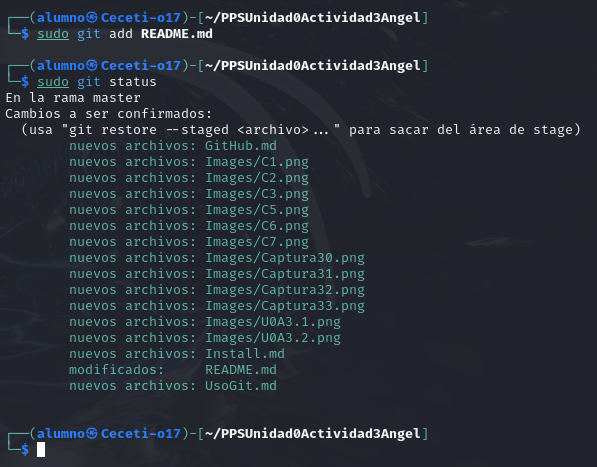 ┌──(alumno㉿Ceceti-o17)-[~/PPSUnidad0Actividad3Angel]
└─$ sudo git add README.md
┌──(alumno㉿Ceceti-o17)-[~/PPSUnidad0Actividad3Angel]
└─$ sudo git status
En la rama master
Cambios a ser confirmados:
  (usa "git restore --staged <archivo>..." para sacar del área de stage)
        nuevos archivos: GitHub.md
        nuevos archivos: Images/C1.png
        nuevos archivos: Images/C2.png
        nuevos archivos: Images/C3.png
        nuevos archivos: Images/C5.png
        nuevos archivos: Images/C6.png
        nuevos archivos: Images/C7.png
        nuevos archivos: Images/Captura30.png
        nuevos archivos: Images/Captura31.png
        nuevos archivos: Images/Captura32.png
        nuevos archivos: Images/Captura33.png
        nuevos archivos: Images/U0A3.1.png
        nuevos archivos: Images/U0A3.2.png
        nuevos archivos: Install.md
        modificados:     README.md
        nuevos archivos: UsoGit.md
┌──(alumno㉿Ceceti-o17)-[~/PPSUnidad0Actividad3Angel]
└─$